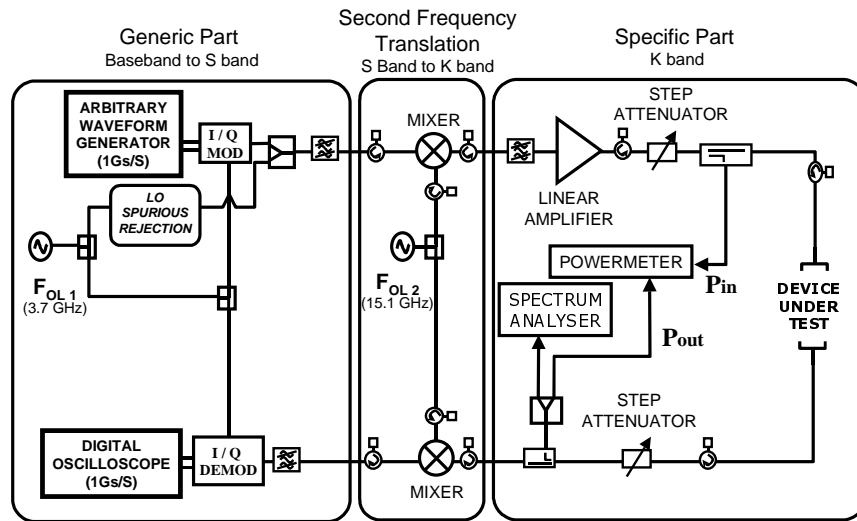 Generic Part
Baseband to S band
Second Frequency
Translation
S Band to K band
Specific Part
K band
ARBITRARY
WAVEFORM
GENERATOR
(1Gs/S)
I / Q
MOD
LO
SPURIOUS
REJECTION
F OL 1
(3.7 GHz)
DIGITAL
OSCILLOSCOPE
(1Gs/S)
I / Q
DEMOD
MIXER
F OL 2
(15.1 GHz)
MIXER
STEP
ATTENUATOR
LINEAR
AMPLIFIER
POWERMETER
Pin
SPECTRUM
ANALYSER
Pout
DEVICE
UNDER
TEST
STEP
ATTENUATOR